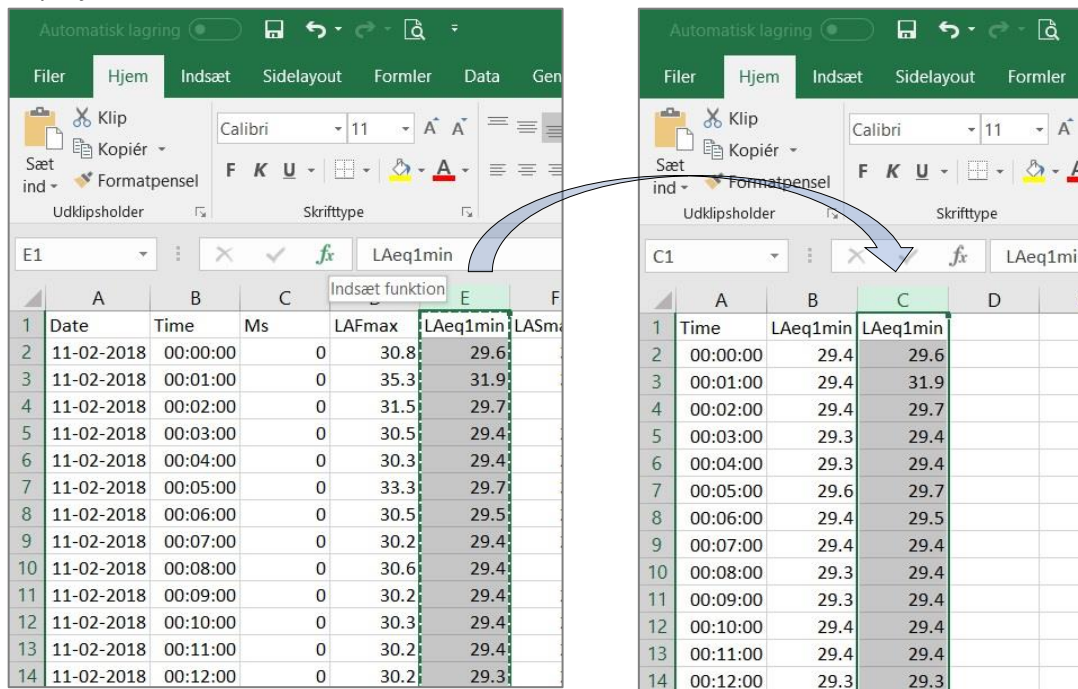 Automatisk lagring
Filer Hjem Indsæt Sidelayout Formler Data Gen
Klip
Kopiér
Sæt
ind
Formatpensel
Calibri 11 A A
F K U A
Udklipsholder Skrifttype
E1 fx LAeq1min
Indsæt funktion
A B C E F
1 Date Time Ms LAFmax LAeq1min LASma
2 11-02-2018 00:00:00 0 30.8 29.6
3 11-02-2018 00:01:00 0 35.3 31.9
4 11-02-2018 00:02:00 0 31.5 29.7
5 11-02-2018 00:03:00 0 30.5 29.4
6 11-02-2018 00:04:00 0 30.3 29.4
7 11-02-2018 00:05:00 0 33.3 29.7
8 11-02-2018 00:06:00 0 30.5 29.5
9 11-02-2018 00:07:00 0 30.2 29.4
10 11-02-2018 00:08:00 0 30.6 29.4
11 11-02-2018 00:09:00 0 30.2 29.4
12 11-02-2018 00:10:00 0 30.3 29.4
13 11-02-2018 00:11:00 0 30.2 29.4
14 11-02-2018 00:12:00 0 30.2 29.3
Automatisk lagring
Filer Hjem Indsæt Sidelayout Formler
Klip
Kopiér
Sæt
ind
Formatpensel
Calibri 11 A
F K U A
Udklipsholder Skrifttype
C1 fx LAeq1mi
A B C D
1 Time LAeq1min LAeq1min
2 00:00:00 29.4 29.6
3 00:01:00 29.4 31.9
4 00:02:00 29.4 29.7
5 00:03:00 29.3 29.4
6 00:04:00 29.3 29.4
7 00:05:00 29.6 29.7
8 00:06:00 29.4 29.5
9 00:07:00 29.4 29.4
10 00:08:00 29.3 29.4
11 00:09:00 29.3 29.4
12 00:10:00 29.4 29.4
13 00:11:00 29.4 29.4
14 00:12:00 29.3 29.3